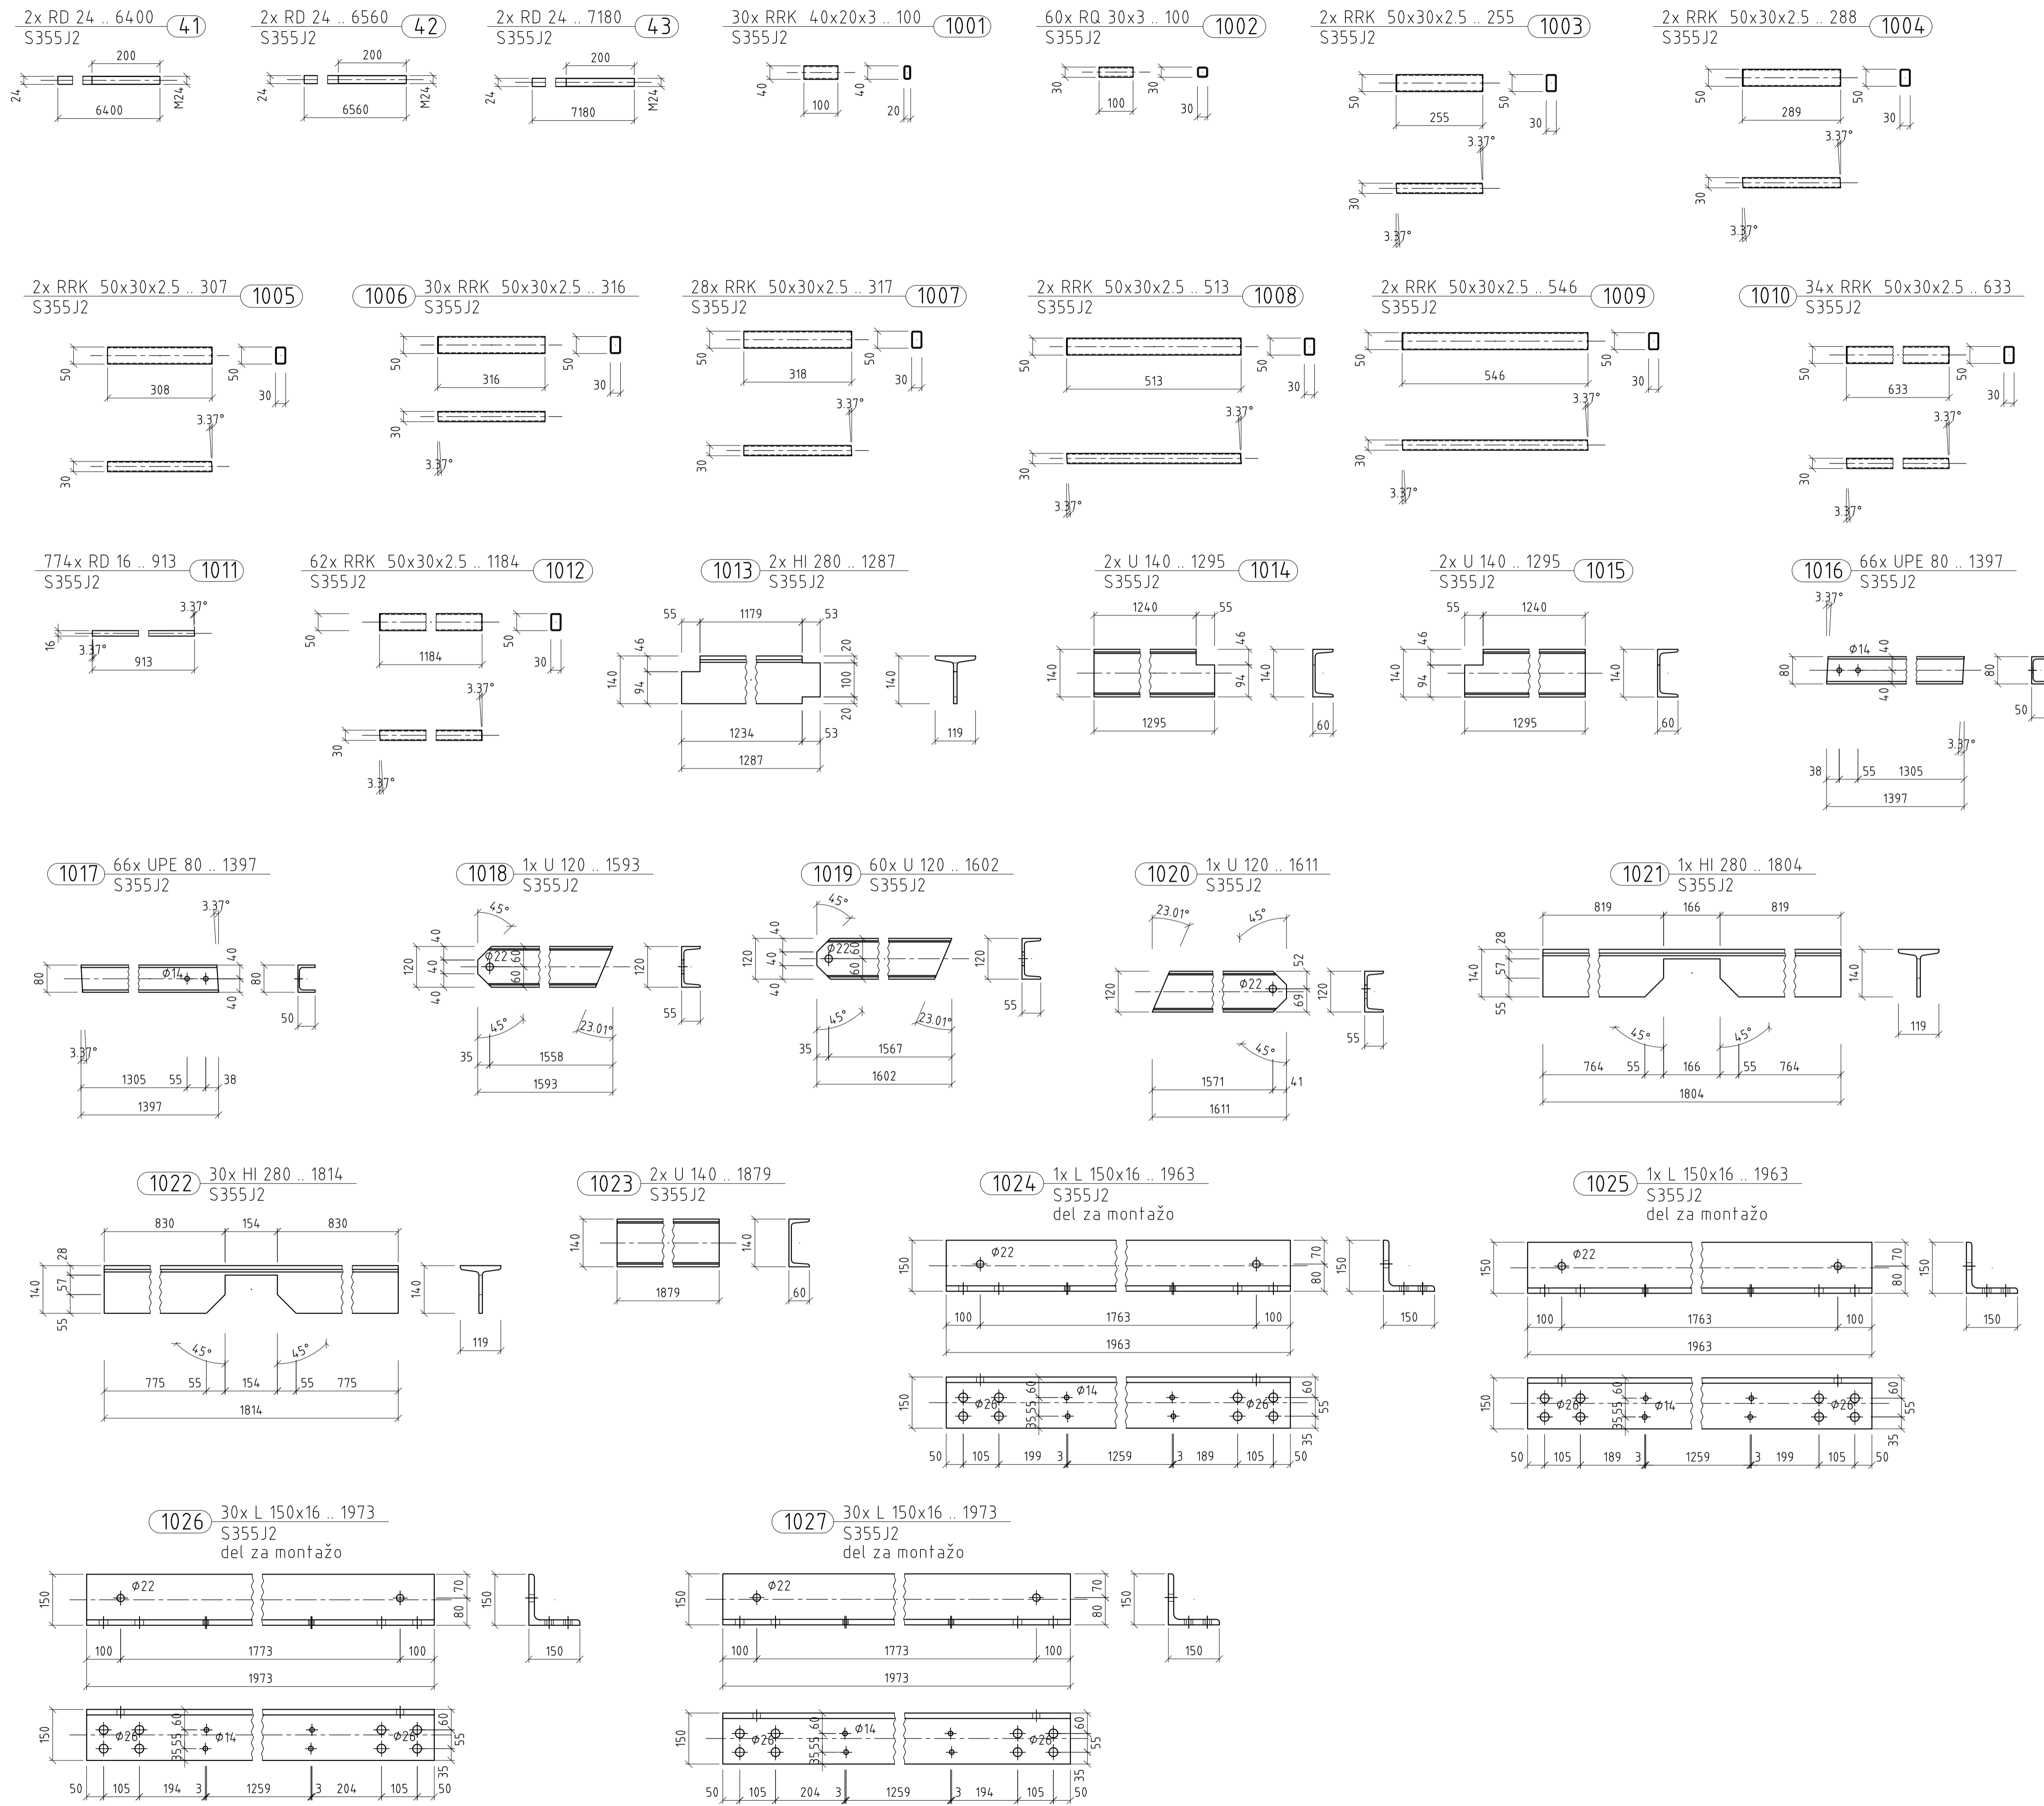 2x RD 24 .. 6400
41
S355J2
200
24
M24
6400
2x RD 24 .. 6560
42
S355J2
200
24
M24
6560
2x RD 24 .. 7180
43
S355J2
200
24
M24
7180
30x RRK 40x20x3 .. 100
1001
S355J2
40
40
100
20
60x RQ 30x3 .. 100
1002
S355J2
30
30
100
30
2x RRK 50x30x2.5 .. 255
1003
S355J2
50
50
255
30
3.37°
30
3.37°
2x RRK 50x30x2.5 .. 288
1004
S355J2
50
50
289
30
3.37°
30
3.37°
2x RRK 50x30x2.5 .. 307
1005
S355J2
50
50
308
30
3.37°
30
1006
30x RRK 50x30x2.5 .. 316
S355J2
50
50
316
30
30
3.37°
28x RRK 50x30x2.5 .. 317
1007
S355J2
50
50
318
30
3.37°
30
2x RRK 50x30x2.5 .. 513
1008
S355J2
50
50
513
30
3.37°
30
3.37°
2x RRK 50x30x2.5 .. 546
1009
S355J2
50
50
546
30
3.37°
30
3.37°
1010
34x RRK 50x30x2.5 .. 633
S355J2
50
50
633
30
3.37°
30
3.37°
774x RD 16 .. 913
1011
S355J2
3.37°
16
3.37°
913
62x RRK 50x30x2.5 .. 1184
1012
S355J2
50
50
1184
30
3.37°
30
3.37°
1013
2x HI 280 .. 1287
S355J2
55 1179 53
46 20
140 94 100 140
20
1234 53 119
1287
2x U 140 .. 1295
1014
S355J2
1240 55
46
140 94 140
1295 60
2x U 140 .. 1295
1015
S355J2
55 1240
46
140 94 140
1295 60
1016
66x UPE 80 .. 1397
S355J2
3.37°
ϕ14 40
80 80
40
50
3.37°
38 55 1305
1397
1017
66x UPE 80 .. 1397
S355J2
3.37°
40
80 ϕ14 80
40
50
3.37°
1305 55 38
1397
1018
1x U 120 .. 1593
S355J2
45°
40
120 40 ϕ22 60 120
40 60
55
45° 23.01°
35 1558
1593
1019
60x U 120 .. 1602
S355J2
45°
40
120 40 ϕ22 60 120
40 60
55
45° 23.01°
35 1567
1602
1020
1x U 120 .. 1611
S355J2
23.01° 45°
52
120 ϕ22 120
69
55
45°
1571 41
1611
1021
1x HI 280 .. 1804
S355J2
819 166 819
28
140 57 140
55
119
45° 45°
764 55 166 55 764
1804
1022
30x HI 280 .. 1814
S355J2
830 154 830
28
140 57 140
55
119
45° 45°
775 55 154 55 775
1814
1023
2x U 140 .. 1879
S355J2
140 140
1879 60
1024
1x L 150x16 .. 1963
S355J2
del za montažo
ϕ22 70
150 80 150
100 1763 100 150
1963
60 ϕ14 60
150 ϕ26 55 ϕ26 55
35 35
50 105 199 3 1259 3 189 105 50
1025
1x L 150x16 .. 1963
S355J2
del za montažo
ϕ22 70
150 80 150
100 1763 100 150
1963
60 60
150 ϕ26 55 ϕ14 ϕ26 55
35 35
50 105 189 3 1259 3 199 105 50
1026
30x L 150x16 .. 1973
S355J2
del za montažo
ϕ22 70
150 80 150
100 1773 100 150
1973
60 60
150 ϕ26 55 ϕ14 ϕ26 55
35 35
50 105 194 3 1259 3 204 105 50
1027
30x L 150x16 .. 1973
S355J2
del za montažo
ϕ22 70
150 80 150
100 1773 100 150
1973
60 ϕ14 60
150 ϕ26 55 ϕ26 55
35 35
50 105 204 3 1259 3 194 105 50